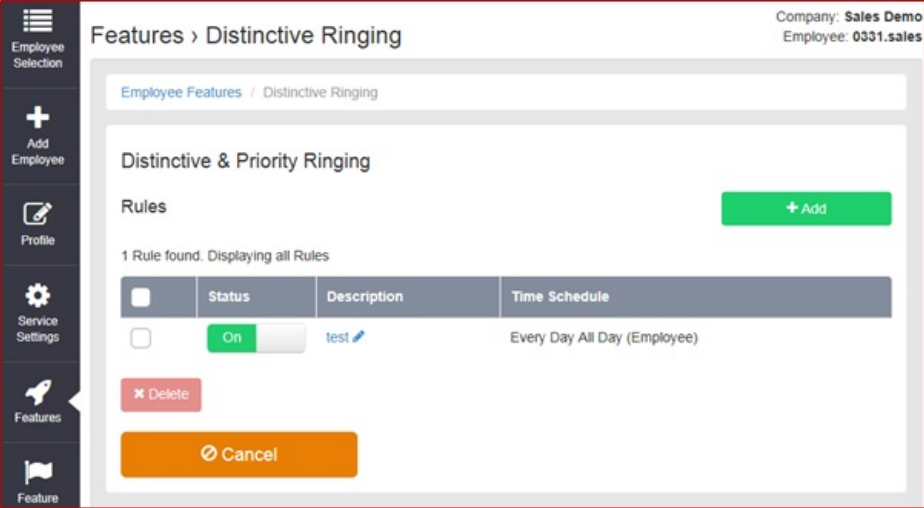 Employee
Selection
Add
Employee
Profile
Service
Settings
Features
Feature
Features › Distinctive Ringing
Company: Sales Demo
Employee: 0331.sales
Employee Features / Distinctive Ringing
Distinctive & Priority Ringing
Rules
+ Add
1 Rule found. Displaying all Rules
Status Description Time Schedule
On test Every Day All Day (Employee)
Delete
Cancel